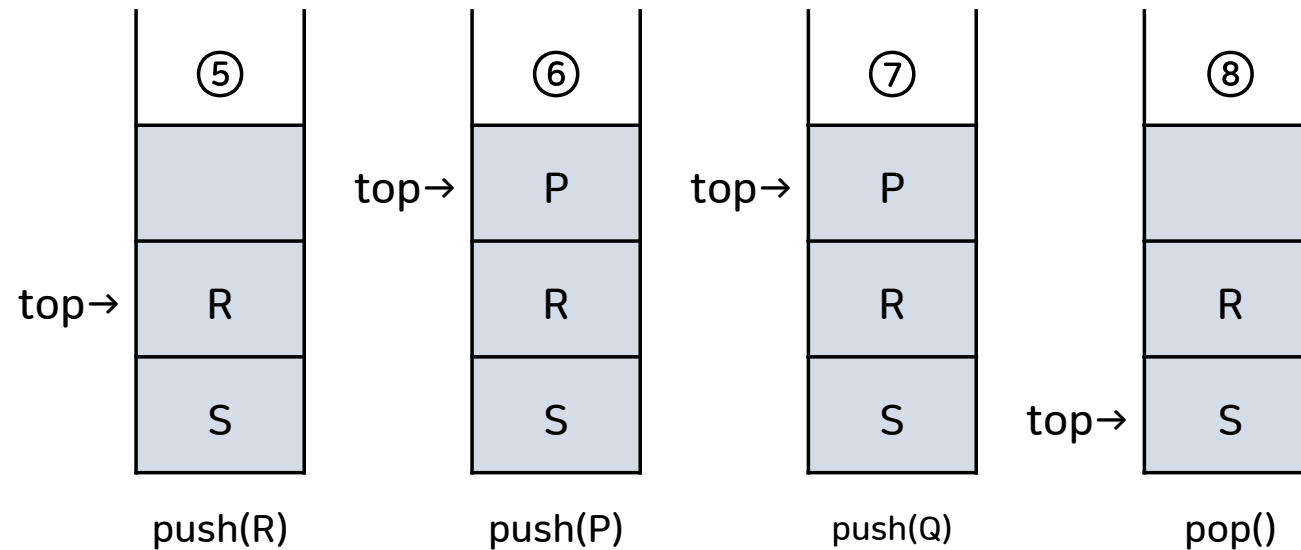 ⑤ ⑥ ⑦ ⑧
top→ P top→ P
top→ R R R R
S S S top→ S
push(R) push(P) push(Q) pop()